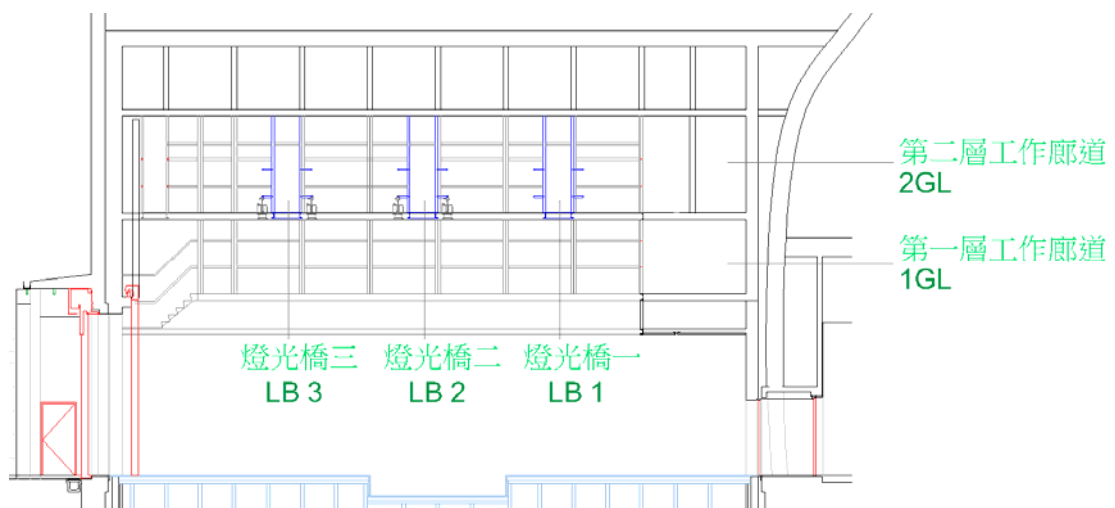 第二層工作廊道
2GL
第一層工作廊道
1GL
燈光橋三
LB 3
燈光橋二
LB 2
燈光橋一
LB 1